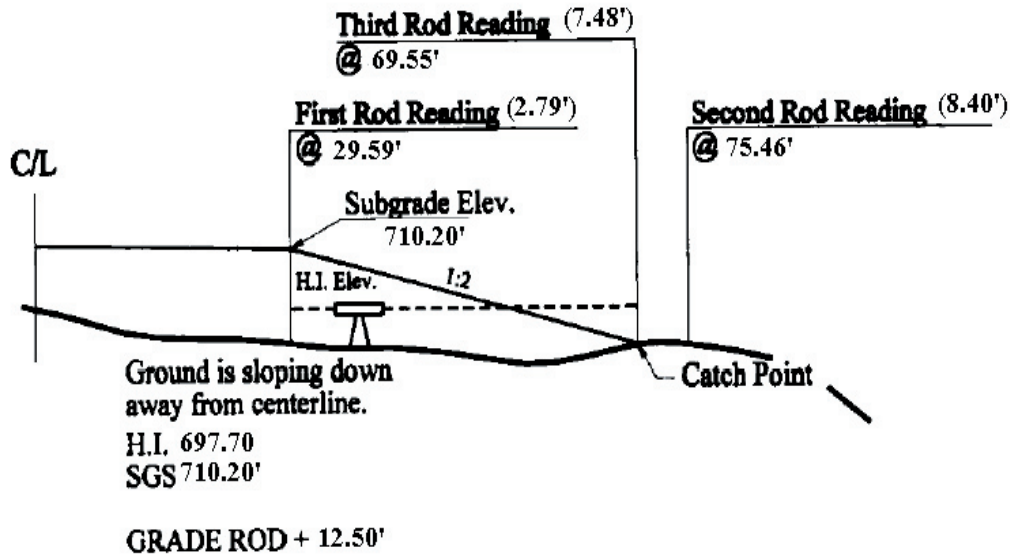 Third Rod Reading (7.48')
@ 69.55'
First Rod Reading (2.79')
@ 29.59'
Second Rod Reading (8.40')
@ 75.46'
C/L
Subgrade Elev.
710.20'
H.I. Elev.
1:2
Catch Point
Ground is sloping down
away from centerline.
H.I. 697.70
SGS 710.20'
GRADE ROD + 12.50'